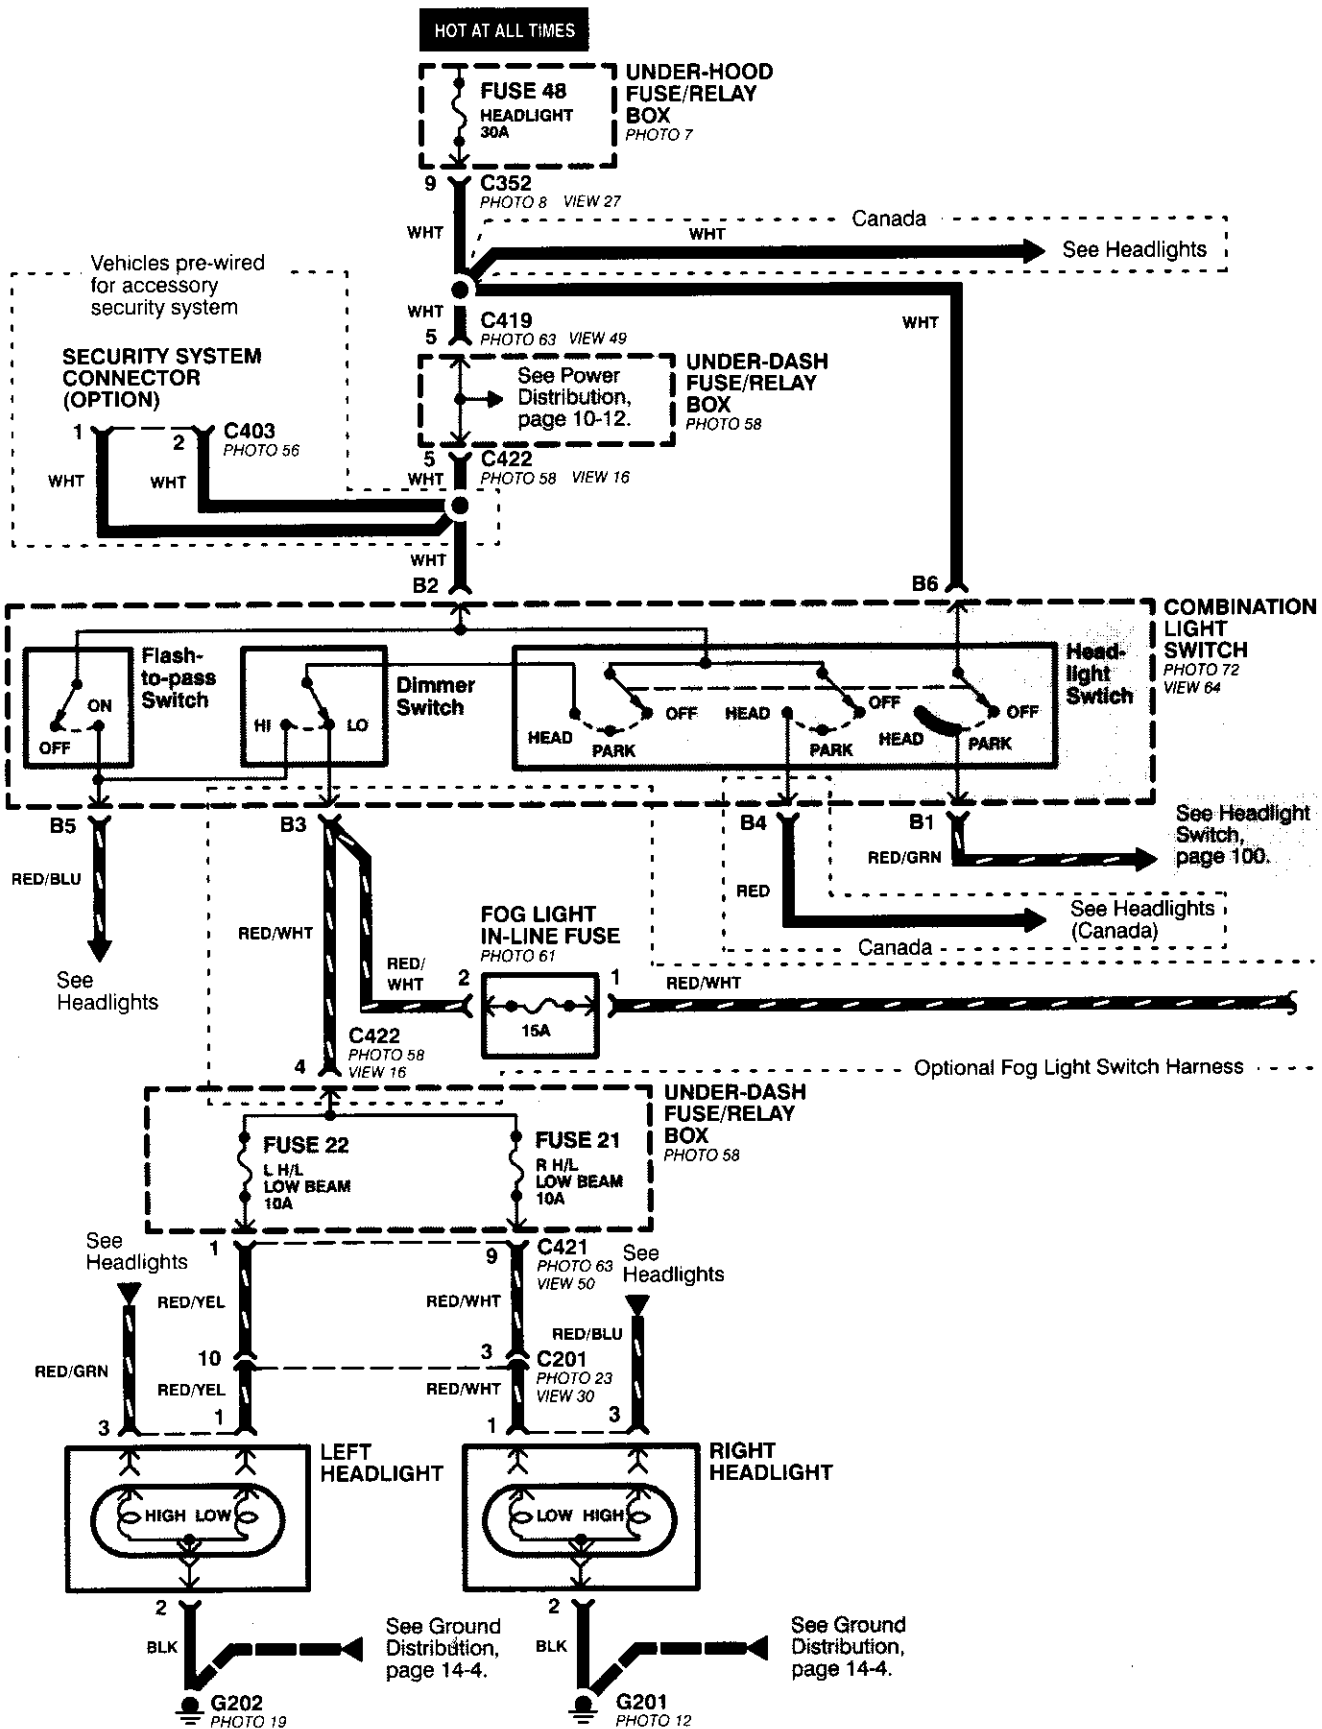 HOT AT ALL TIMES
FUSE 48
HEADLIGHT
30A
UNDER-HOOD
FUSE/RELAY
BOX
PHOTO 7
9
C352
PHOTO 8 VIEW 27
WHT
WHT
Canada
See Headlights
Vehicles pre-wired
for accessory
security system
WHT
5
C419
PHOTO 63 VIEW 49
WHT
SECURITY SYSTEM
CONNECTOR
(OPTION)
See Power
Distribution,
page 10-12.
UNDER-DASH
FUSE/RELAY
BOX
PHOTO 58
1
2
C403
PHOTO 56
WHT
WHT
5
C422
PHOTO 58 VIEW 16
WHT
WHT
B2
B6
COMBINATION
LIGHT
SWITCH
PHOTO 72
VIEW 64
Flash-
to-pass
Switch
ON
OFF
Dimmer
Switch
HI
LO
Head-
light
Swtich
HEAD
PARK
OFF
HEAD
PARK
OFF
HEAD
PARK
OFF
B5
B3
B4
B1
RED/BLU
See
Headlights
RED/WHT
RED/
WHT
RED
RED/GRN
See Headlight
Switch,
page 100.
See Headlights
(Canada)
Canada
FOG LIGHT
IN-LINE FUSE
PHOTO 61
2
15A
1
RED/WHT
C422
PHOTO 58
VIEW 16
4
Optional Fog Light Switch Harness
FUSE 22
L H/L
LOW BEAM
10A
FUSE 21
R H/L
LOW BEAM
10A
UNDER-DASH
FUSE/RELAY
BOX
PHOTO 58
See
Headlights
1
9
C421
PHOTO 63
VIEW 50
See
Headlights
RED/YEL
RED/WHT
RED/BLU
RED/GRN
10
3
C201
PHOTO 23
VIEW 30
RED/YEL
RED/WHT
3
1
1
3
LEFT
HEADLIGHT
RIGHT
HEADLIGHT
HIGH LOW
LOW HIGH
2
BLK
See Ground
Distribution,
page 14-4.
2
BLK
See Ground
Distribution,
page 14-4.
G202
PHOTO 19
G201
PHOTO 12